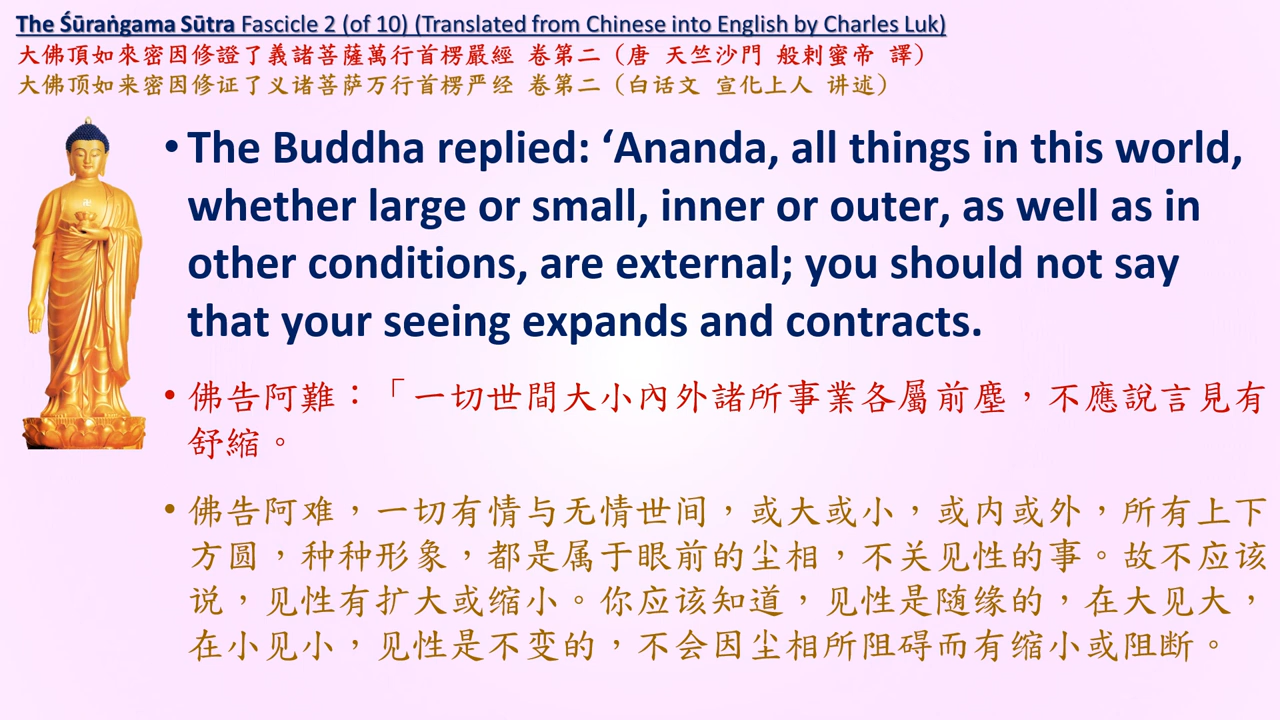 The Śūraṅgama Sūtra Fascicle 2 (of 10) (Translated from Chinese into English by Charles Luk)
大佛頂如來密因修證了義諸菩薩萬行首楞嚴經 卷第二（唐 天竺沙門 般剌蜜帝 譯）
大佛顶如来密因修证了义诸菩萨万行首楞严经 卷第二（白话文 宣化上人 讲述）
• The Buddha replied: ‘Ananda, all things in this world,
whether large or small, inner or outer, as well as in
other conditions, are external; you should not say
that your seeing expands and contracts.
• 佛告阿難：「一切世間大小內外諸所事業各屬前塵，不應說言見有
舒縮。
• 佛告阿难，一切有情与无情世间，或大或小，或内或外，所有上下
方圆，种种形象，都是属于眼前的尘相，不关见性的事。故不应该
说，见性有扩大或缩小。你应该知道，见性是随缘的，在大见大，
在小见小，见性是不变的，不会因尘相所阻碍而有缩小或阻断。